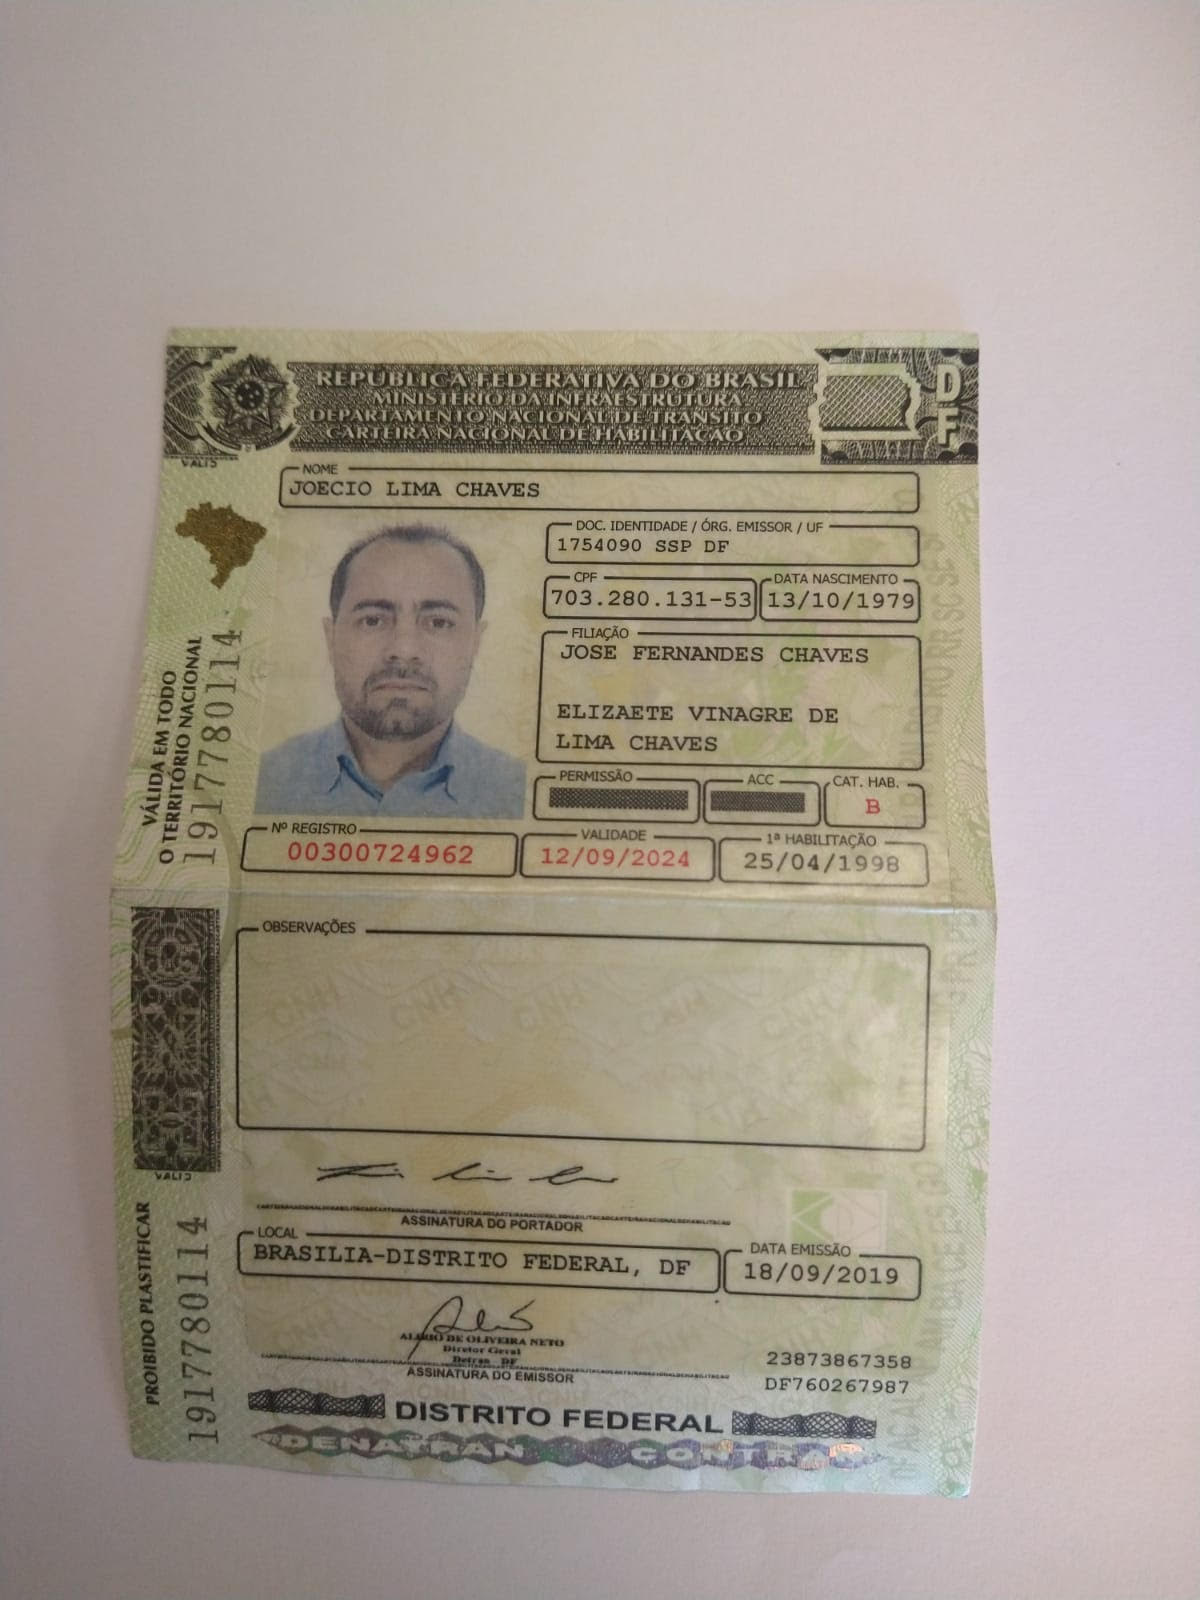 REPÚBLICA FEDERATIVA DO BRASIL
MINISTÉRIO DA INFRAESTRUTURA
DEPARTAMENTO NACIONAL DE TRANSITO
CARTEIRA NACIONAL DE HABILITAÇÃO
DF
NOME
JOECIO LIMA CHAVES
DOC. IDENTIDADE / ÓRG. EMISSOR / UF
1754090 SSP DF
CPF
703.280.131-53
DATA NASCIMENTO
13/10/1979
FILIAÇÃO
JOSE FERNANDES CHAVES
ELIZAETE VINAGRE DE
LIMA CHAVES
PERMISSÃO
ACC
CAT. HAB.
B
Nº REGISTRO
00300724962
VALIDADE
12/09/2024
1ª HABILITAÇÃO
25/04/1998
VÁLIDA EM TODO
O TERRITÓRIO NACIONAL
1917780114
OBSERVAÇÕES
ASSINATURA DO PORTADOR
LOCAL
BRASILIA-DISTRITO FEDERAL, DF
DATA EMISSÃO
18/09/2019
DE OLIVEIRA NETO
Diretor Geral
Detran DF
ASSINATURA DO EMISSOR
23873867358
DF760267987
PROIBIDO PLASTIFICAR
1917780114
DISTRITO FEDERAL
DENATRAN CONTRAN